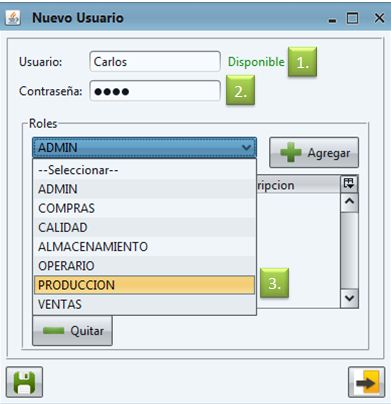 Nuevo Usuario
Usuario: Carlos Disponible 1.
Contraseña: 2.
Roles
ADMIN Agregar
--Seleccionar-- ripcion
ADMIN
COMPRAS
CALIDAD
ALMACENAMIENTO
OPERARIO
PRODUCCION 3.
VENTAS
Quitar